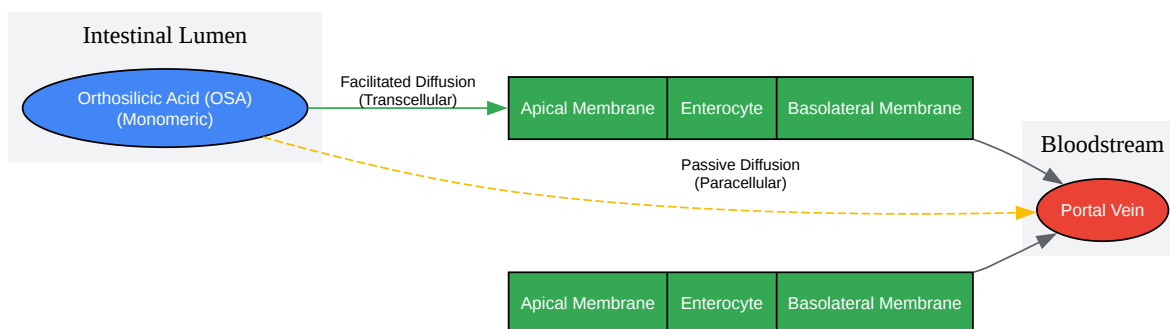 Intestinal Lumen
Orthosilicic Acid (OSA)
(Monomeric)
Facilitated Diffusion
(Transcellular)
Apical Membrane
Enterocyte
Basolateral Membrane
Passive Diffusion
(Paracellular)
Bloodstream
Portal Vein
Apical Membrane
Enterocyte
Basolateral Membrane